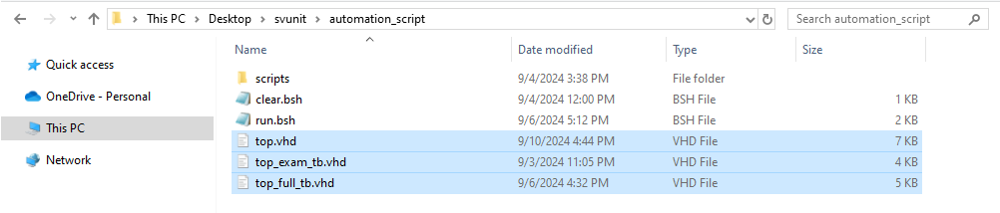 This PC > Desktop > svunit > automation_script
Search automation_script
Name Date modified Type Size
Quick access
OneDrive - Personal
This PC
Network
scripts 9/4/2024 3:38 PM File folder
clear.bsh 9/4/2024 12:00 PM BSH File 1 KB
run.bsh 9/6/2024 5:12 PM BSH File 2 KB
top.vhd 9/10/2024 4:44 PM VHD File 7 KB
top_exam_tb.vhd 9/3/2024 11:05 PM VHD File 4 KB
top_full_tb.vhd 9/6/2024 4:32 PM VHD File 5 KB